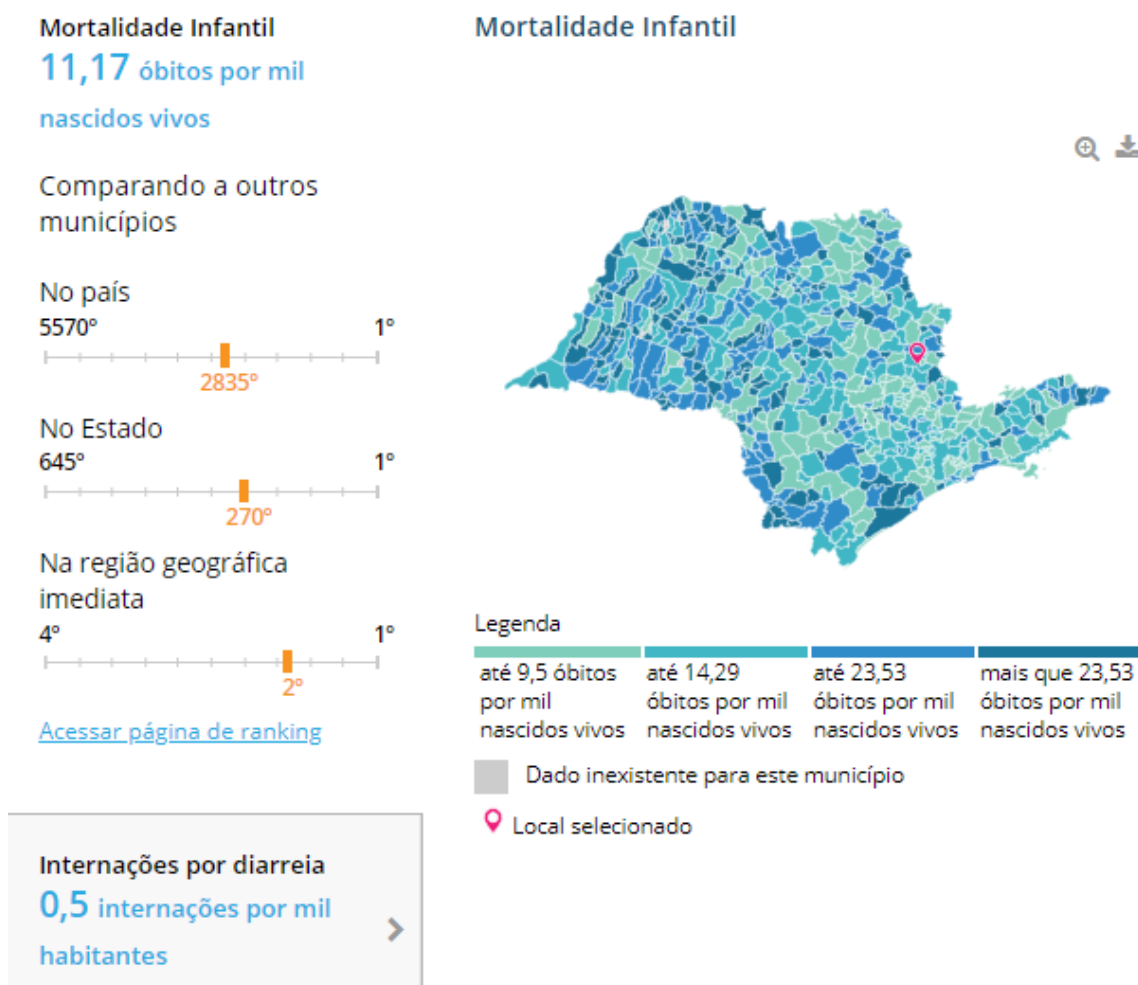 Mortalidade Infantil
11,17 óbitos por mil
nascidos vivos
Comparando a outros
municípios
No país
5570º 1º
2835º
No Estado
645º 1º
270º
Na região geográfica
imediata
4º 1º
2º
Acessar página de ranking
Internações por diarreia
0,5 internações por mil
habitantes
Mortalidade Infantil
Legenda
até 9,5 óbitos
por mil
nascidos vivos
até 14,29
óbitos por mil
nascidos vivos
até 23,53
óbitos por mil
nascidos vivos
mais que 23,53
óbitos por mil
nascidos vivos
Dado inexistente para este município
Local selecionado